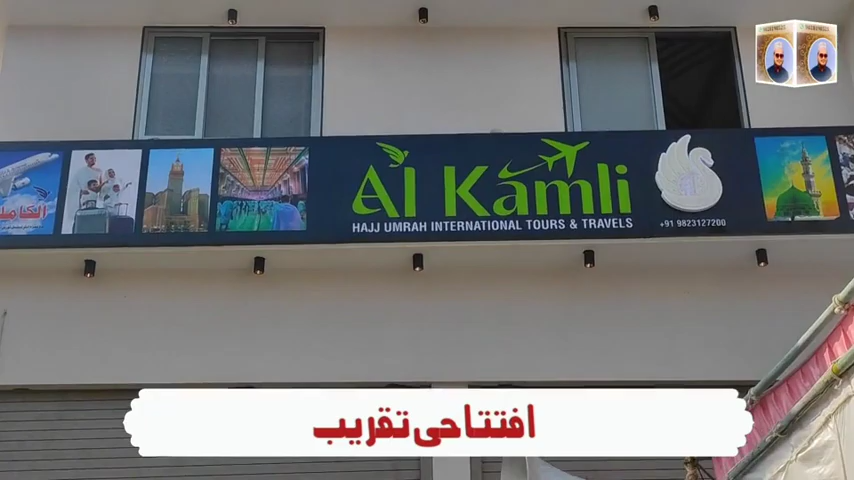 Al Kamli
HAJJ UMRAH INTERNATIONAL TOURS & TRAVELS
+91 9823127200
افتتاحی تقریب